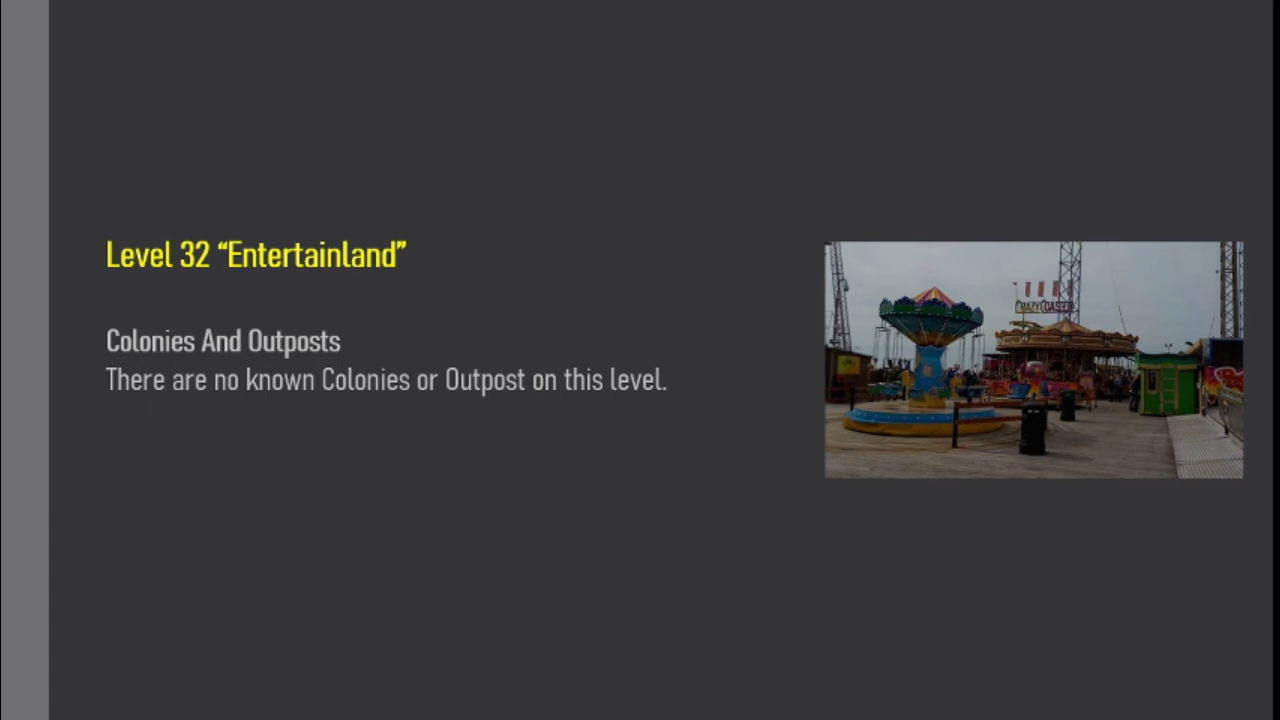 Level 32 “Entertainland”
Colonies And Outposts
There are no known Colonies or Outpost on this level.
CRAZY COASTER